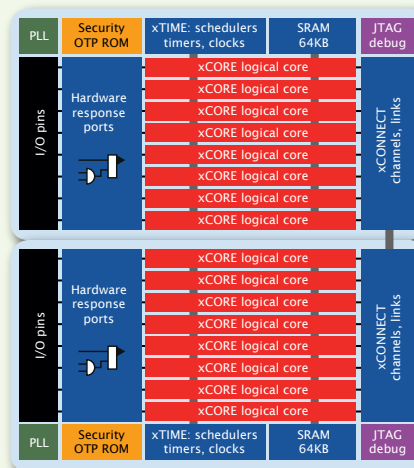 PLL
Security
OTP ROM
xTIME: schedulers
timers, clocks
SRAM
64KB
JTAG
debug
I/O pins
Hardware
response
ports
xCORE logical core
xCORE logical core
xCORE logical core
xCORE logical core
xCORE logical core
xCORE logical core
xCORE logical core
xCORE logical core
xCONNECT
channels, links
I/O pins
Hardware
response
ports
xCORE logical core
xCORE logical core
xCORE logical core
xCORE logical core
xCORE logical core
xCORE logical core
xCORE logical core
xCORE logical core
xCONNECT
channels, links
PLL
Security
OTP ROM
xTIME: schedulers
timers, clocks
SRAM
64KB
JTAG
debug